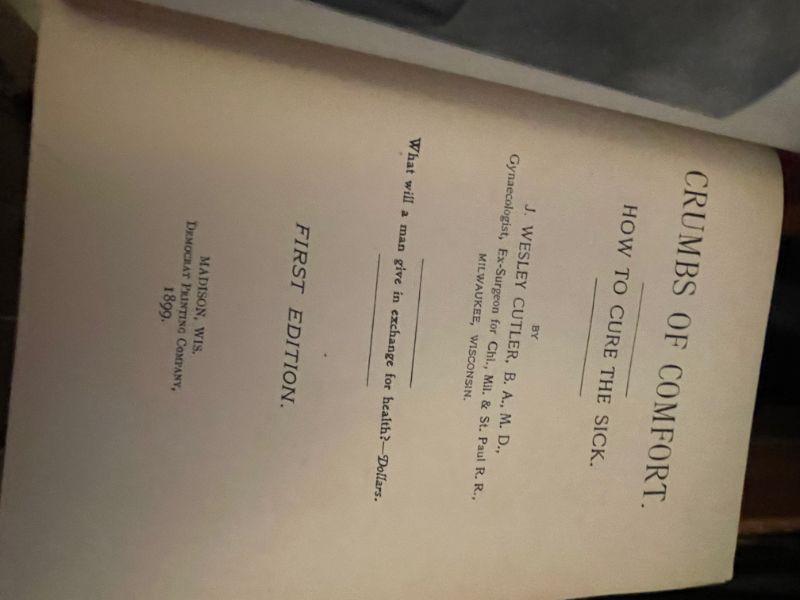 CRUMBS OF COMFORT.
HOW TO CURE THE SICK.
BY
J. WESLEY CUTLER, B. A., M. D.,
Gynaecologist, Ex-Surgeon for Chi., Mil. & St. Paul R. R.,
MILWAUKEE, WISCONSIN.
What will a man give in exchange for health?—Dollars.
FIRST EDITION.
MADISON, WIS.
DEMOCRAT PRINTING COMPANY,
1899.